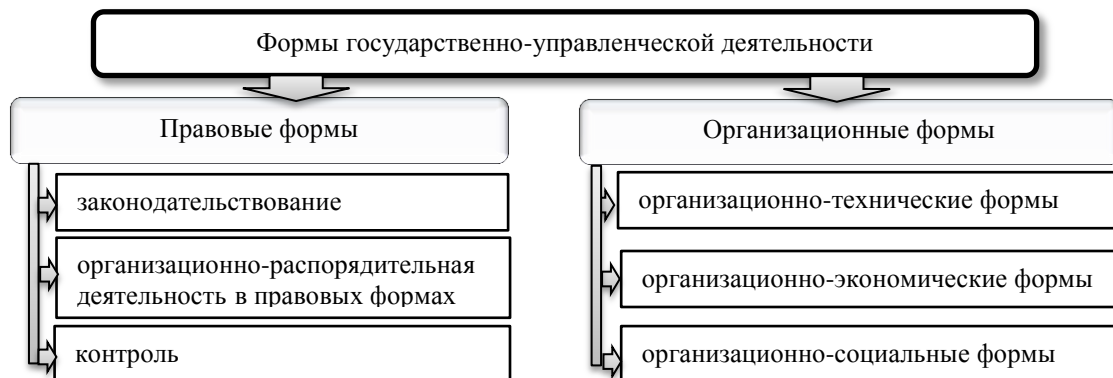 Формы государственно-управленческой деятельности
Правовые формы
законодательствование
организационно-распорядительная
деятельность в правовых формах
контроль
Организационные формы
организационно-технические формы
организационно-экономические формы
организационно-социальные формы